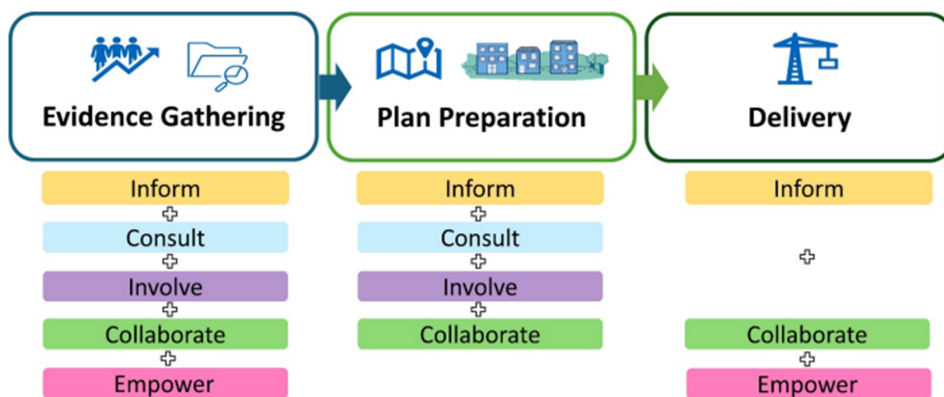 Evidence Gathering
Plan Preparation
Delivery
Inform
Consult
Involve
Collaborate
Empower
Inform
Consult
Involve
Collaborate
Inform
Collaborate
Empower